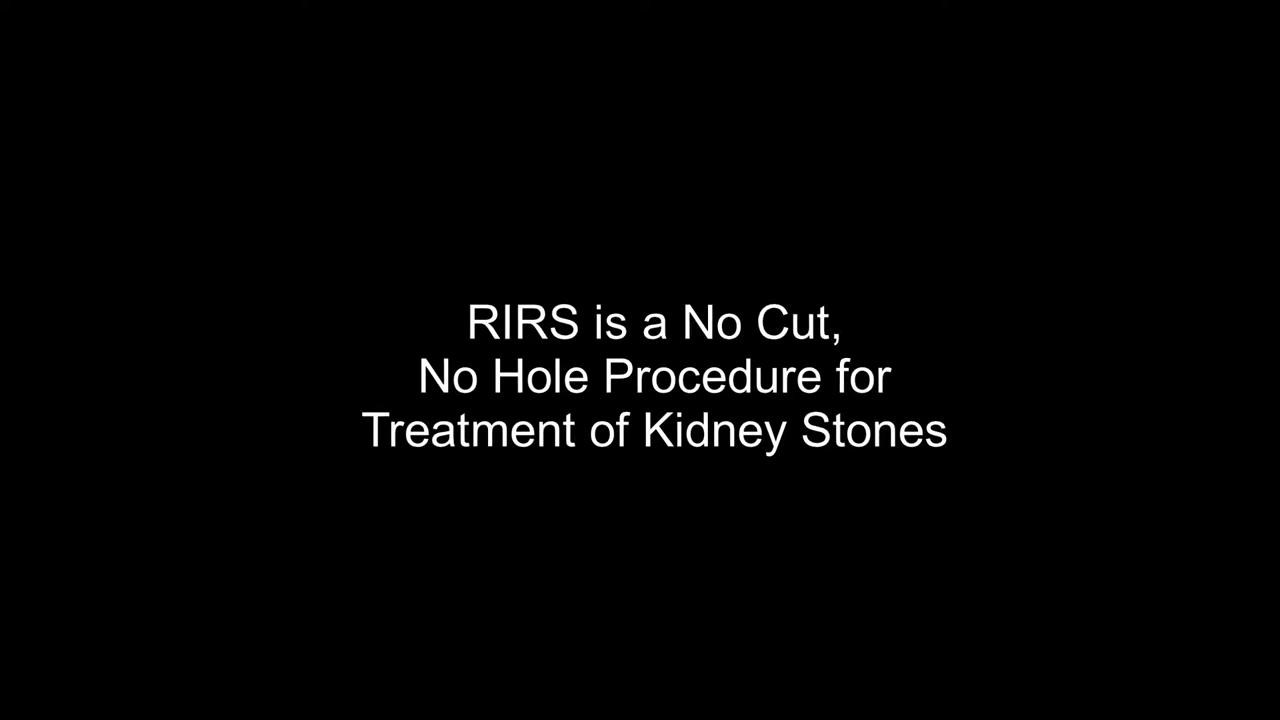 RIRS is a No Cut,
No Hole Procedure for
Treatment of Kidney Stones